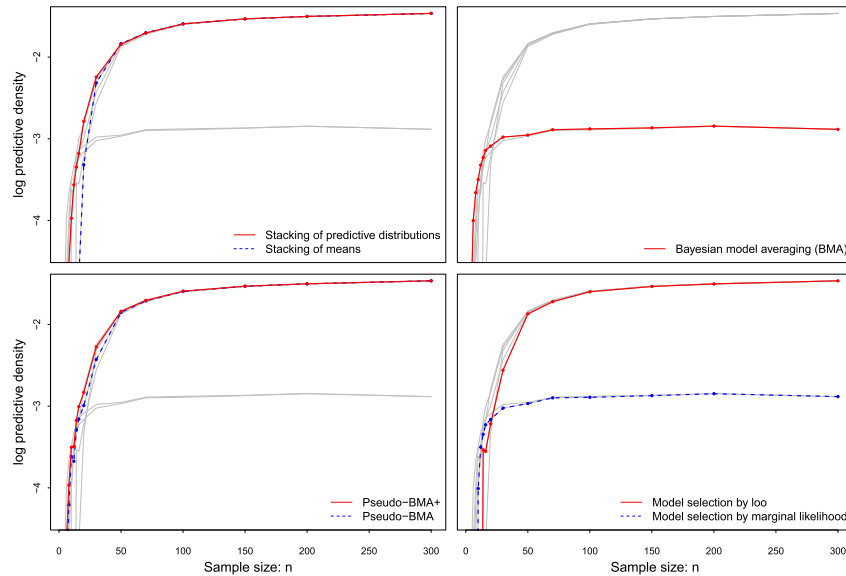 log predictive density
-2
-3
-4
Stacking of predictive distributions
Stacking of means
Bayesian model averaging (BMA)
log predictive density
-2
-3
-4
Pseudo-BMA+
Pseudo-BMA
Model selection by loo
Model selection by marginal likelihood
0 50 100 150 200 250 300
0 50 100 150 200 250 300
Sample size: n
Sample size: n